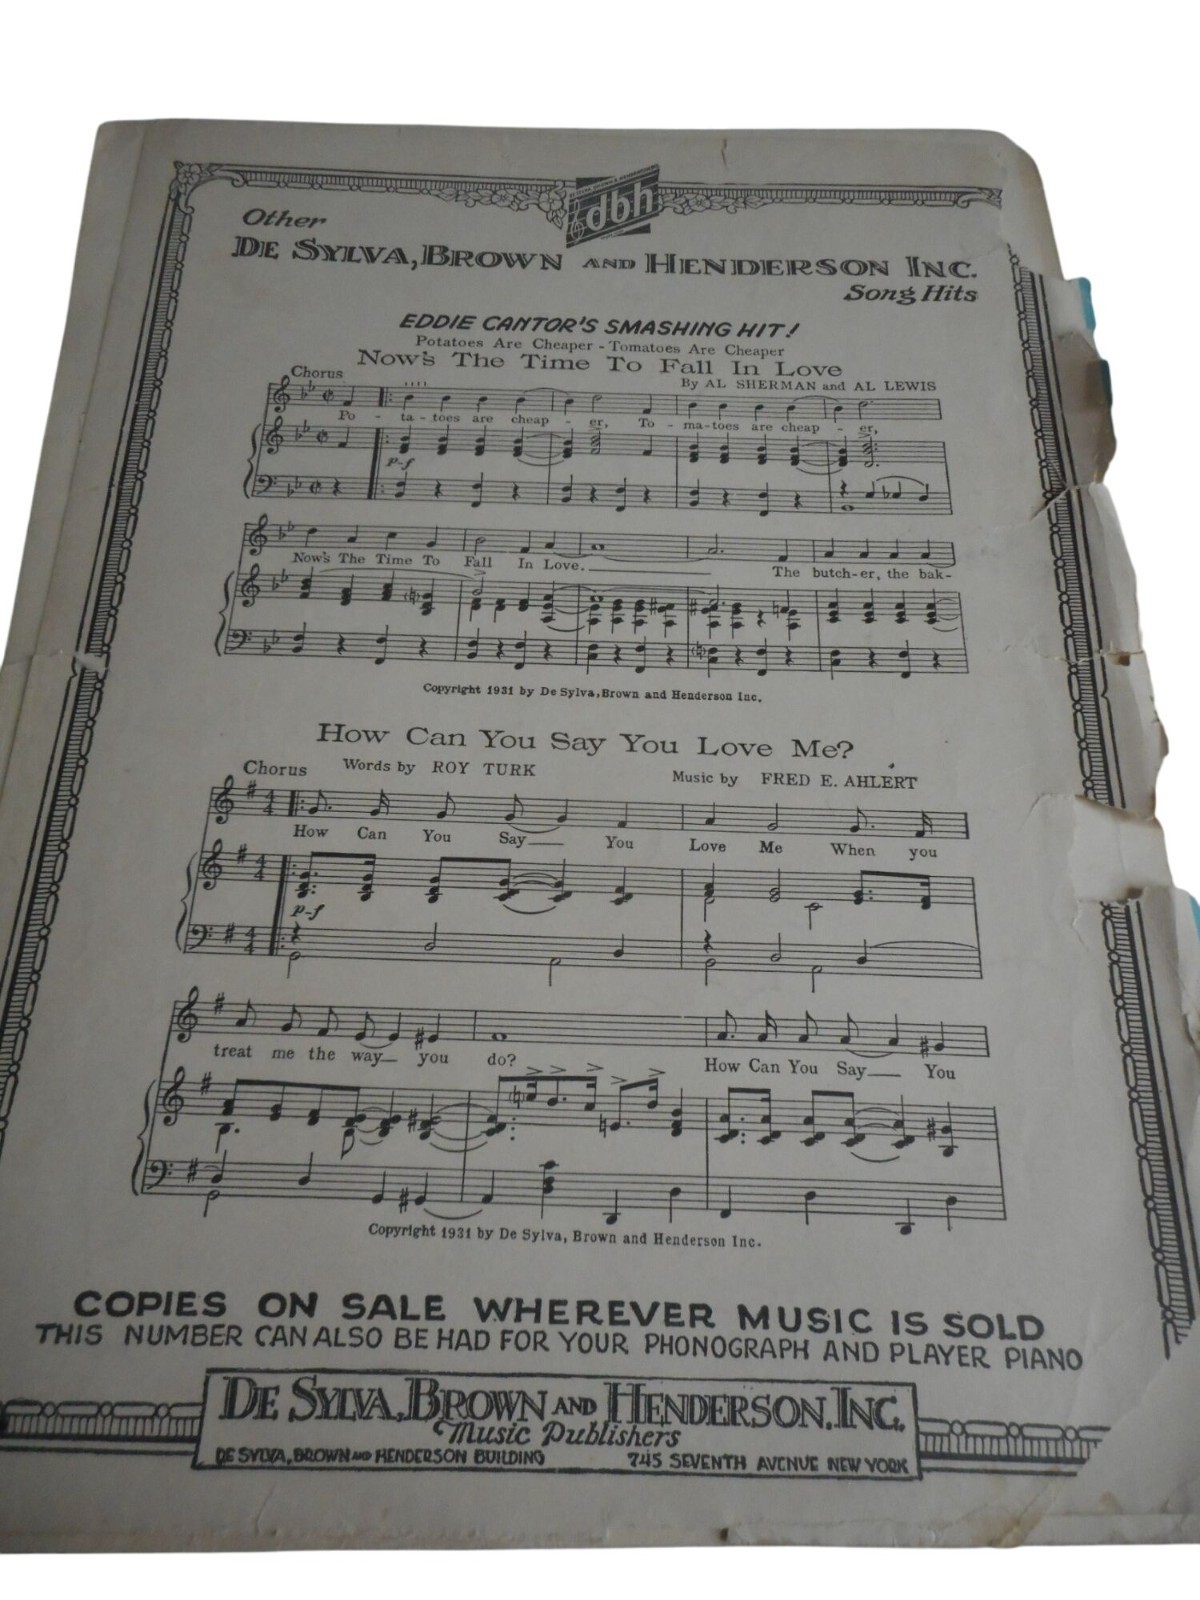 dbh
Other
DE SYLVA, BROWN AND HENDERSON INC.
Song Hits
EDDIE CANTOR'S SMASHING HIT!
Potatoes Are Cheaper - Tomatoes Are Cheaper
Now's The Time To Fall In Love
By AL SHERMAN and AL LEWIS
Chorus
Po - ta - toes are cheap - er, To - ma - toes are cheap - er,
p-f
Now's The Time To Fall In Love. The butch-er, the bak-
Copyright 1931 by De Sylva, Brown and Henderson Inc.
How Can You Say You Love Me?
Chorus Words by ROY TURK Music by FRED E. AHLERT
How Can You Say You Love Me When you
p-f
treat me the way you do? How Can You Say You
Copyright 1931 by De Sylva, Brown and Henderson Inc.
COPIES ON SALE WHEREVER MUSIC IS SOLD
THIS NUMBER CAN ALSO BE HAD FOR YOUR PHONOGRAPH AND PLAYER PIANO
DE SYLVA, BROWN AND HENDERSON, INC.
Music Publishers
DE SYLVA, BROWN AND HENDERSON BUILDING 745 SEVENTH AVENUE NEW YORK